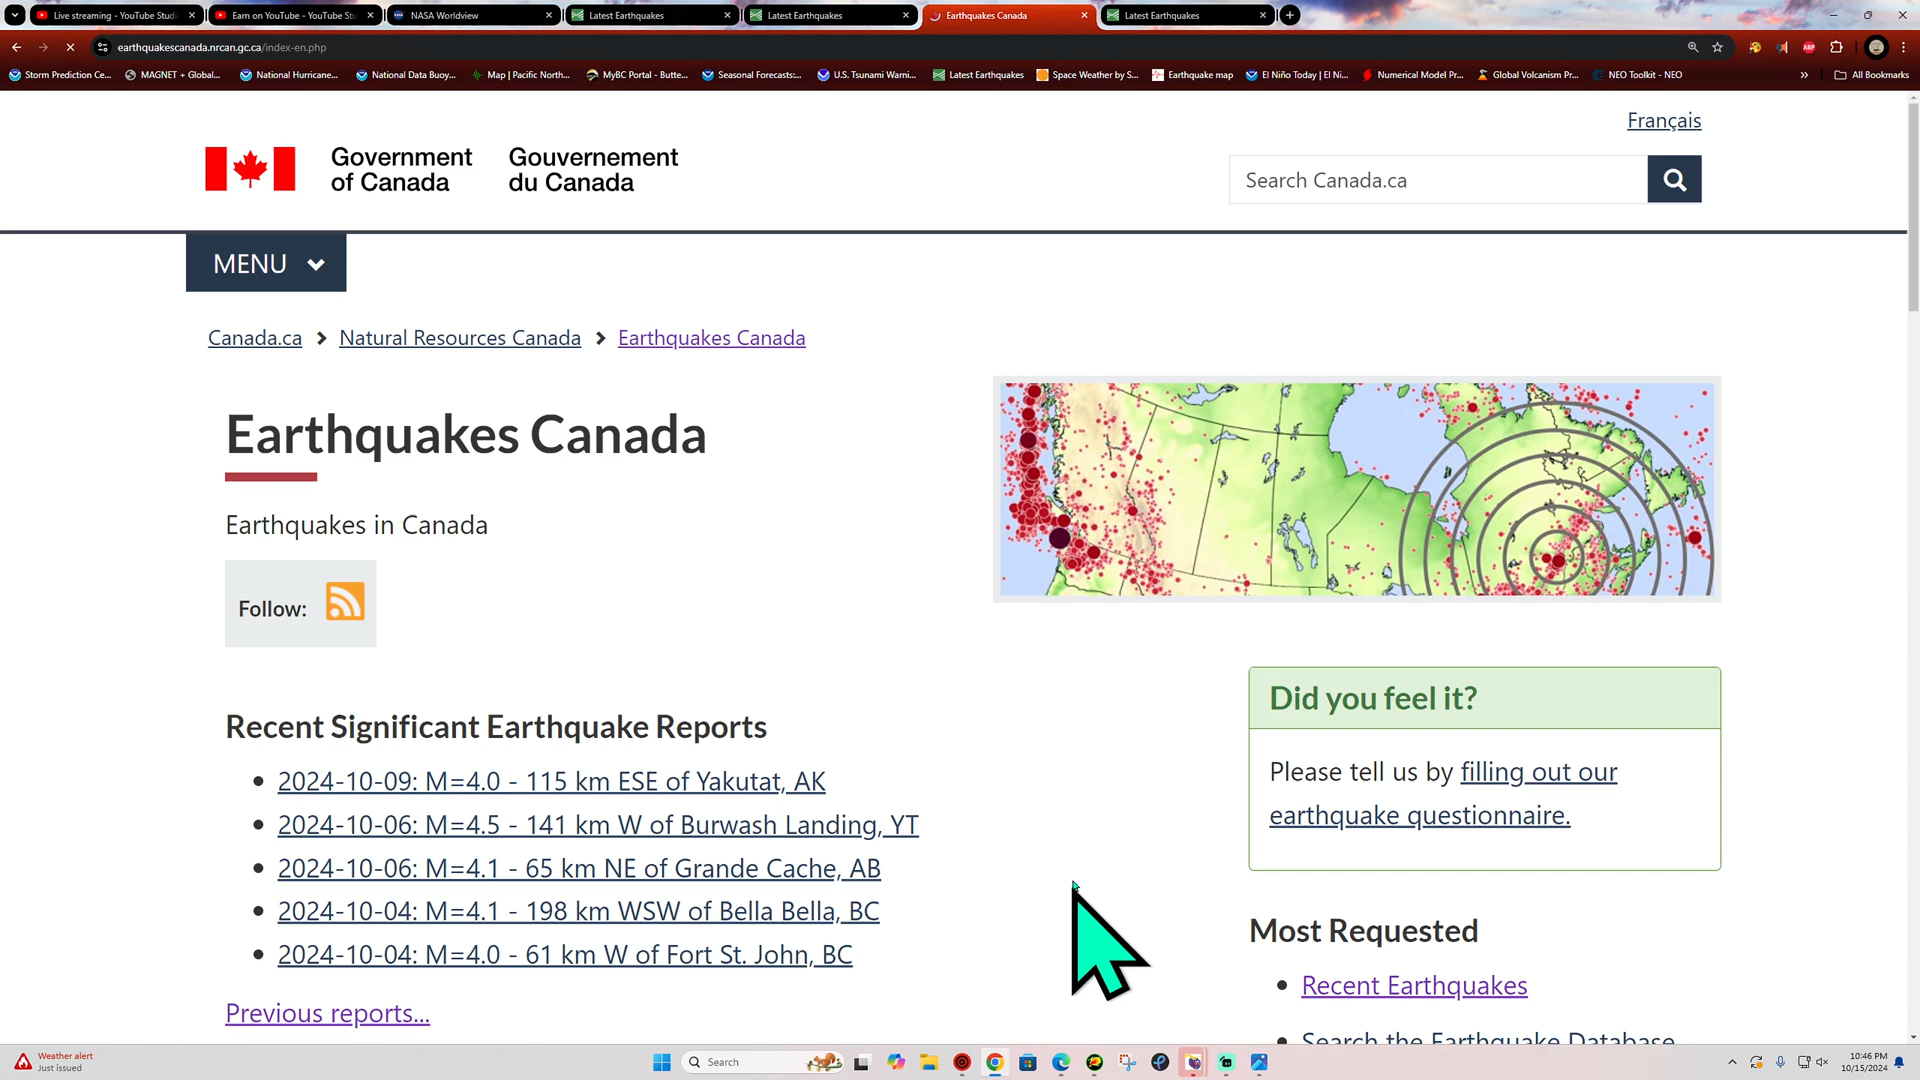 Live streaming - YouTube Studi
Earn on YouTube - YouTube Stu
NASA Worldview
Latest Earthquakes
Latest Earthquakes
Earthquakes Canada
Latest Earthquakes
earthquakescanada.nrcan.gc.ca/index-en.php
Storm Prediction Ce...
MAGNET + Global...
National Hurricane...
National Data Buoy...
Map | Pacific North...
MyBC Portal - Butte...
Seasonal Forecasts:...
U.S. Tsunami Warni...
Latest Earthquakes
Space Weather by S...
Earthquake map
El Niño Today | El Ni...
Numerical Model Pr...
Global Volcanism Pr...
NEO Toolkit - NEO
All Bookmarks
Français
Government
of Canada
Gouvernement
du Canada
Search Canada.ca
MENU
Canada.ca > Natural Resources Canada > Earthquakes Canada
Earthquakes Canada
Earthquakes in Canada
Follow:
Recent Significant Earthquake Reports
2024-10-09: M=4.0 - 115 km ESE of Yakutat, AK
2024-10-06: M=4.5 - 141 km W of Burwash Landing, YT
2024-10-06: M=4.1 - 65 km NE of Grande Cache, AB
2024-10-04: M=4.1 - 198 km WSW of Bella Bella, BC
2024-10-04: M=4.0 - 61 km W of Fort St. John, BC
Previous reports...
Did you feel it?
Please tell us by filling out our
earthquake questionnaire.
Most Requested
Recent Earthquakes
Search the Earthquake Database
Weather alert
Just issued
Search
10:46 PM
10/15/2024